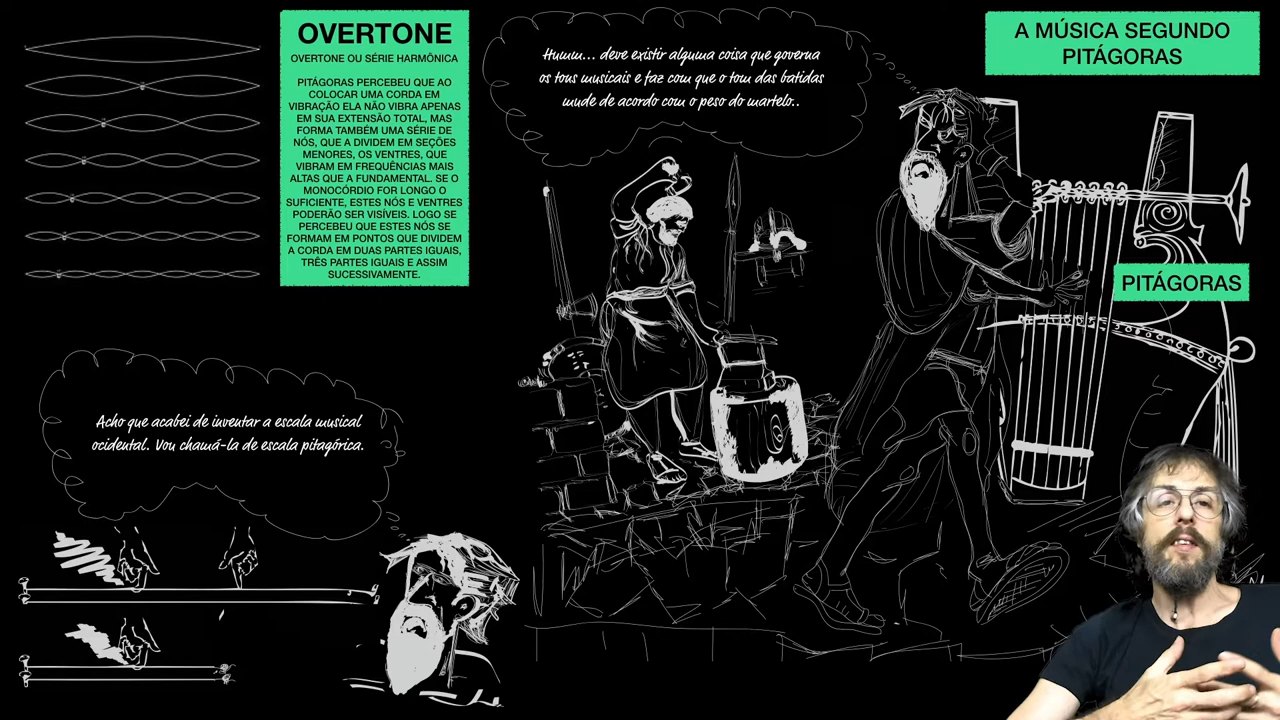 OVERTONE
OVERTONE OU SÉRIE HARMÔNICA
PITÁGORAS PERCEBEU QUE AO
COLOCAR UMA CORDA EM
VIBRAÇÃO ELA NÃO VIBRA APENAS
EM SUA EXTENSÃO TOTAL, MAS
FORMA TAMBÉM UMA SÉRIE DE
NÓS, QUE A DIVIDEM EM SEÇÕES
MENORES, OS VENTRES, QUE
VIBRAM EM FREQUÊNCIAS MAIS
ALTAS QUE A FUNDAMENTAL. SE O
MONOCÓRDIO FOR LONGO O
SUFICIENTE, ESTES NÓS E VENTRES
PODERÃO SER VISÍVEIS. LOGO SE
PERCEBEU QUE ESTES NÓS SE
FORMAM EM PONTOS QUE DIVIDEM
A CORDA EM DUAS PARTES IGUAIS,
TRÊS PARTES IGUAIS E ASSIM
SUCESSIVAMENTE.
Humm... deve existir alguma coisa que governa
os tons musicais e faz com que o tom das batidas
mude de acordo com o peso do martelo..
A MÚSICA SEGUNDO
PITÁGORAS
PITÁGORAS
Acho que acabei de inventar a escala musical
ocidental. Vou chamá-la de escala pitagórica.